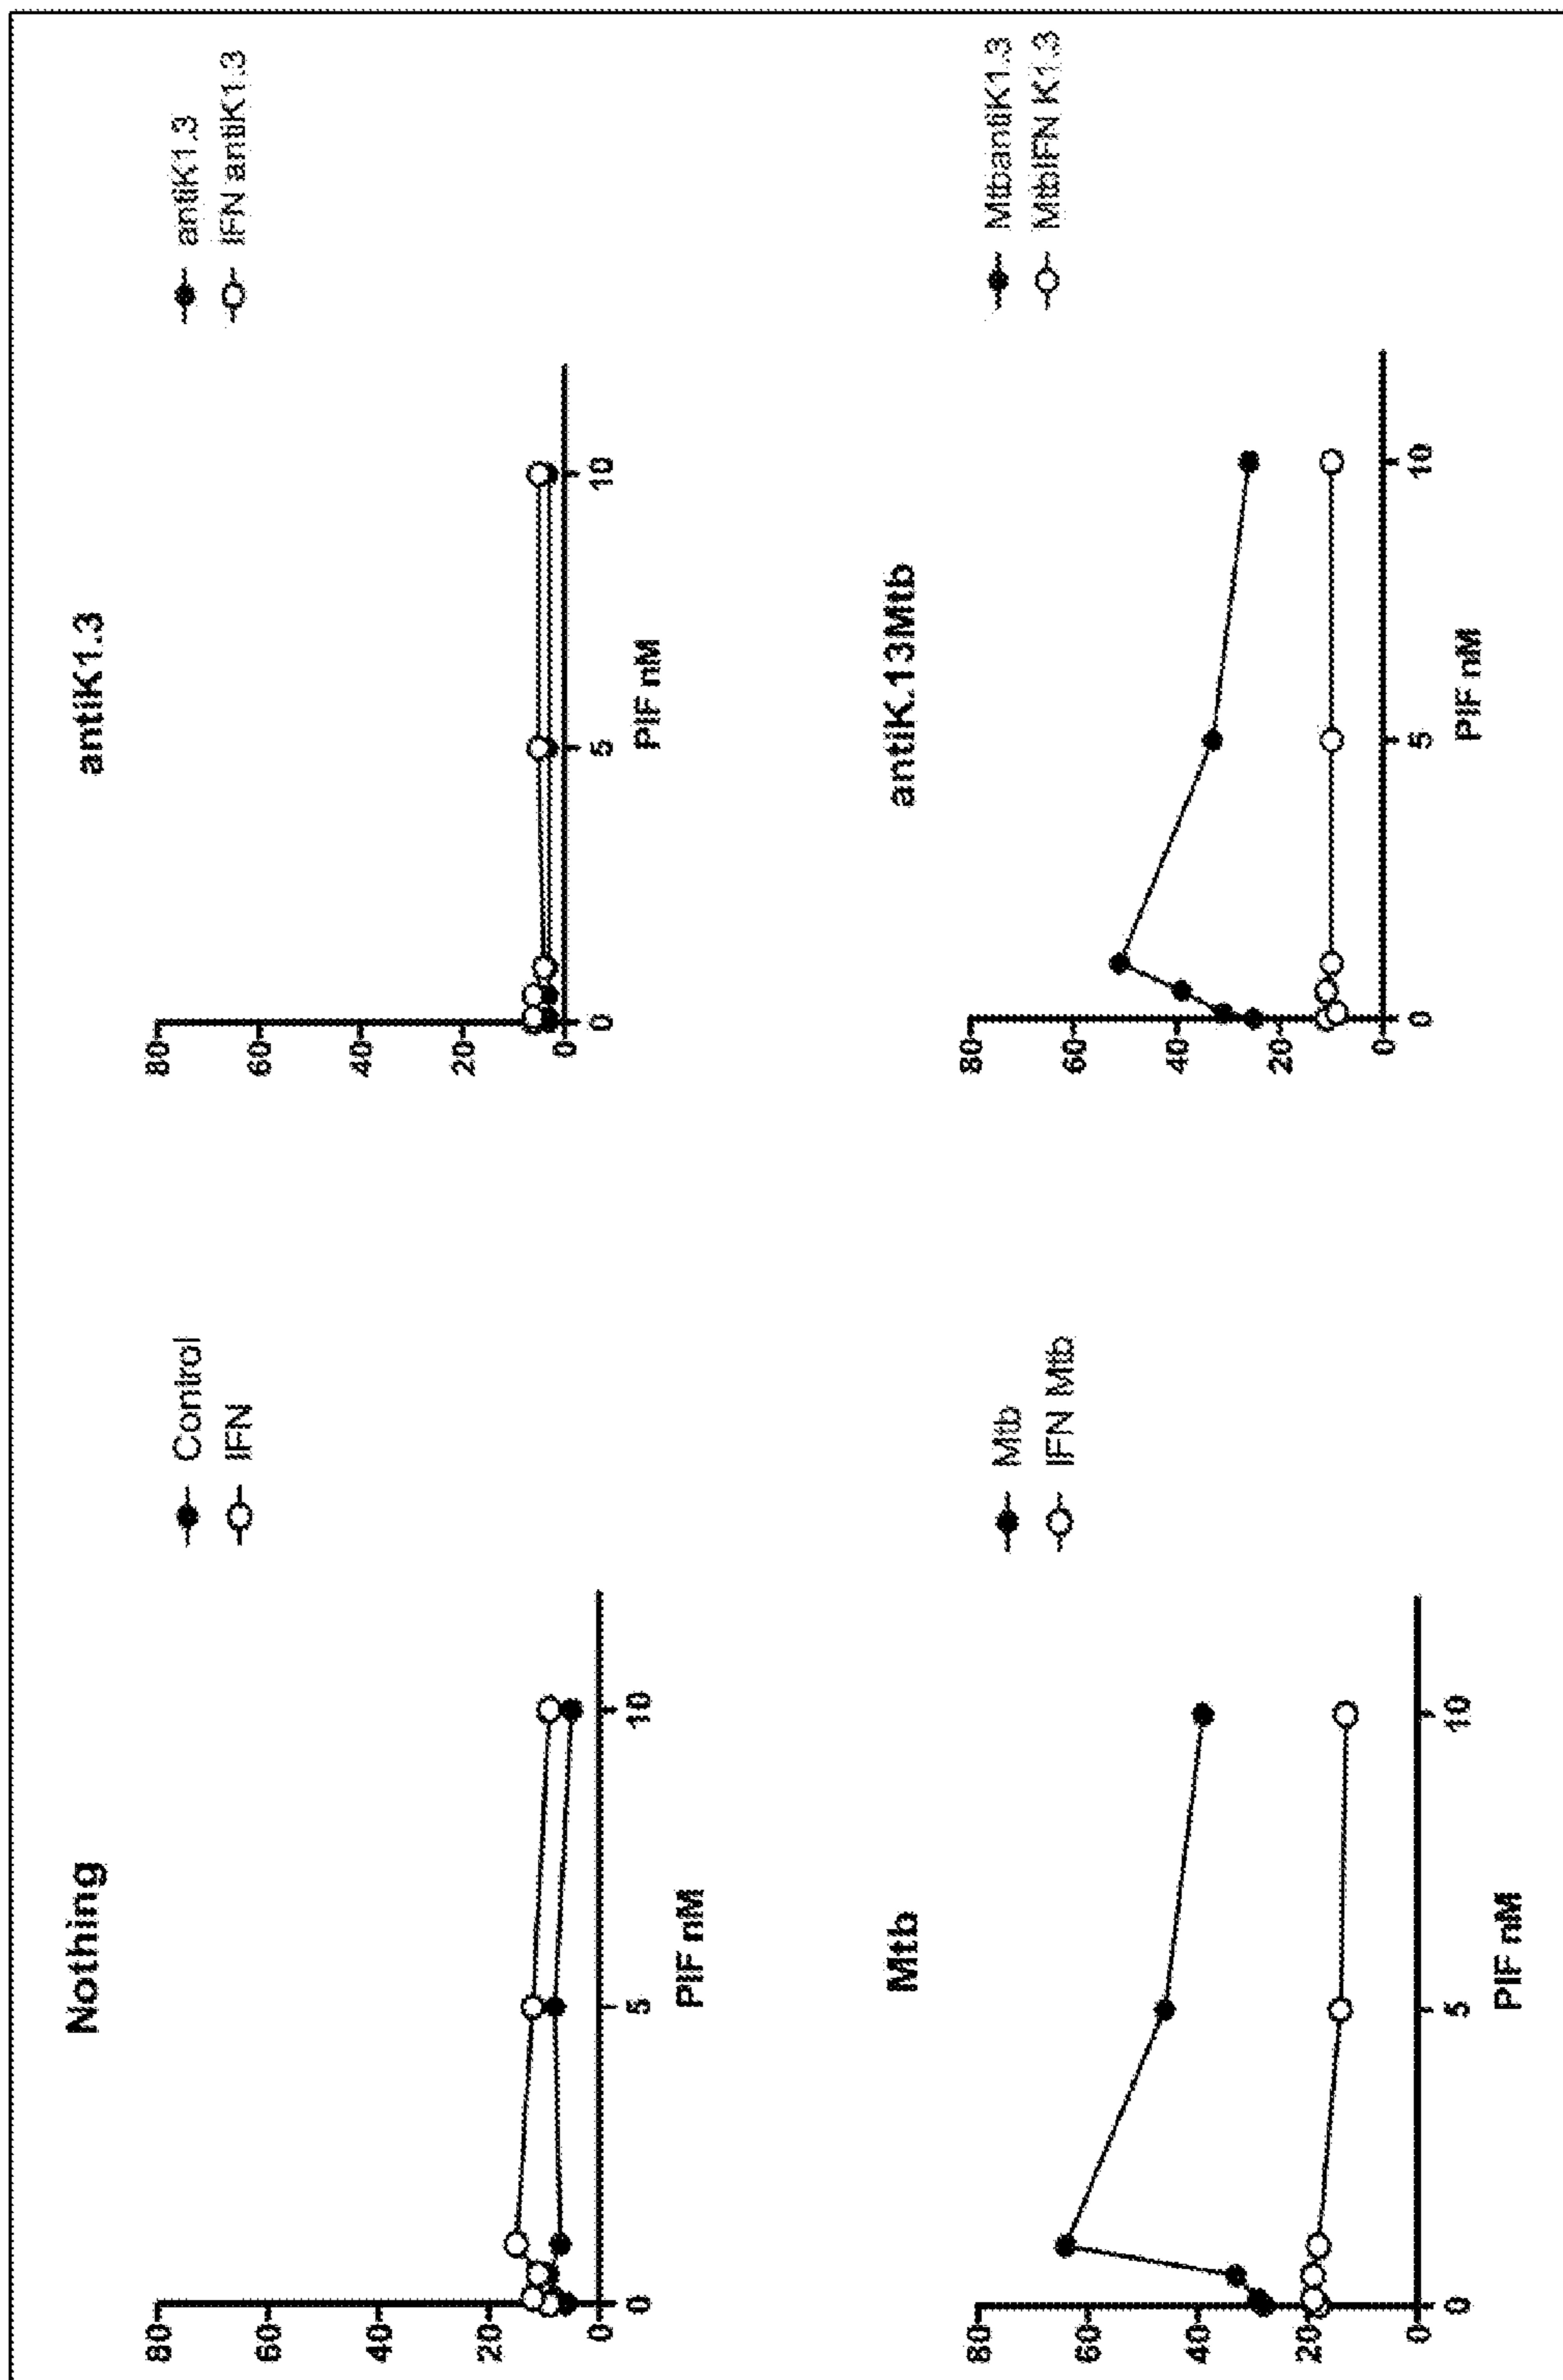 Nothing
Control
IFN
80
60
40
20
0
0
5
10
PIF nM
antiK1.3
antiK1.3
IFN antiK1.3
80
60
40
20
0
0
5
10
PIF nM
Mtb
Mtb
IFN Mtb
80
60
40
20
0
0
5
10
PIF nM
antiK.13Mtb
MtbantiK1.3
MtbIFN K1.3
80
60
40
20
0
0
5
10
PIF nM